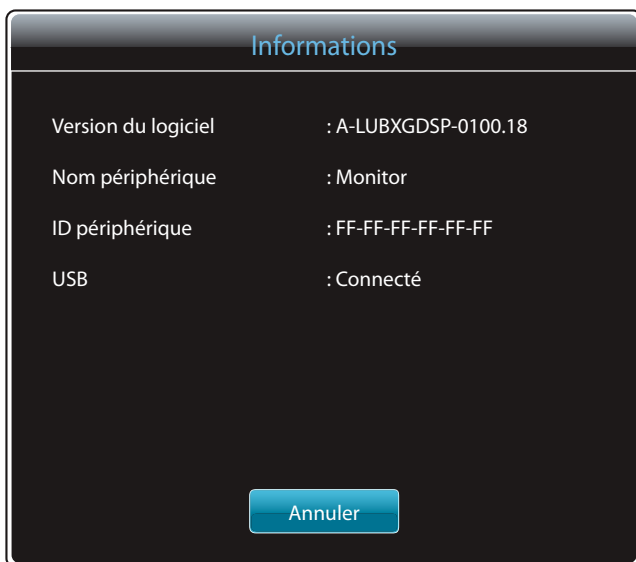 Informations
Version du logiciel : A-LUBXGDSP-0100.18
Nom périphérique : Monitor
ID périphérique : FF-FF-FF-FF-FF-FF
USB : Connecté
Annuler